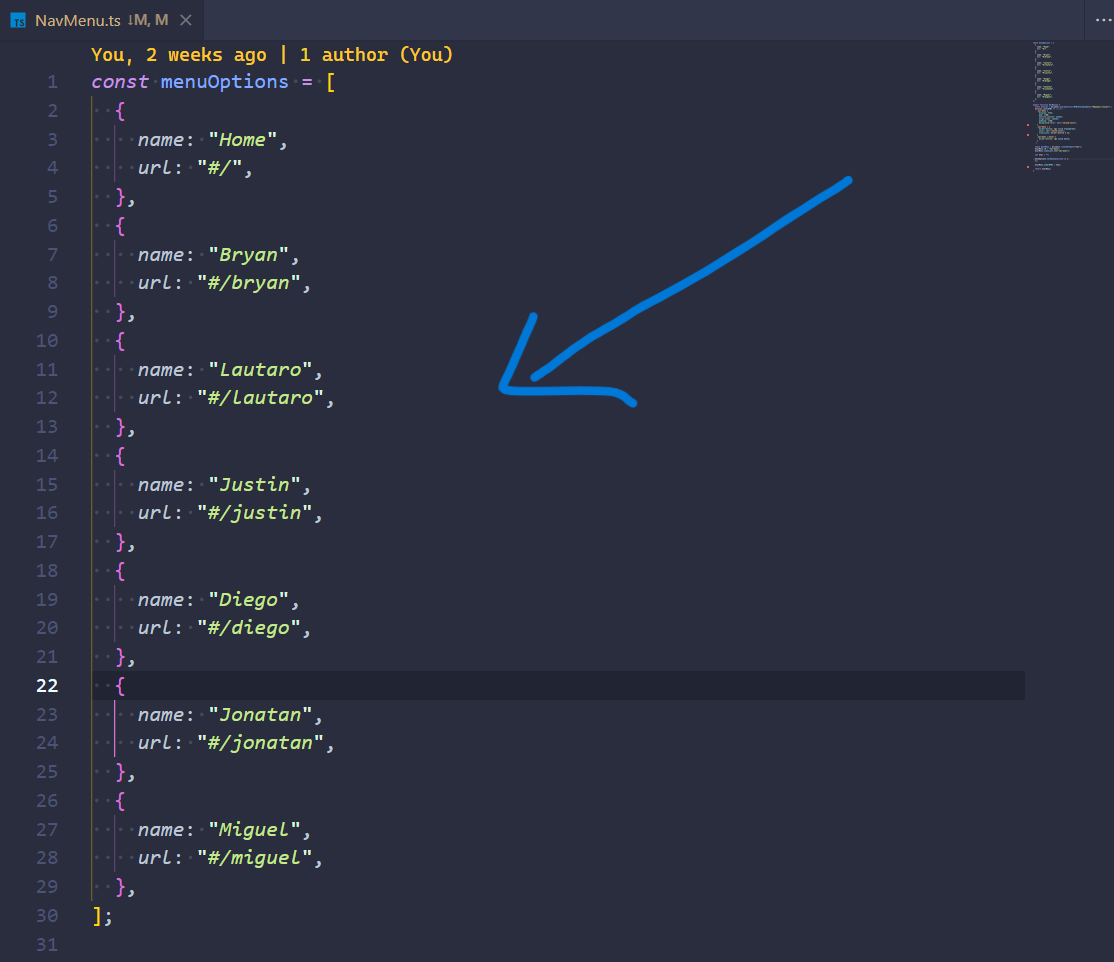 NavMenu.ts ↓M, M
You, 2 weeks ago | 1 author (You)
1 const menuOptions = [
2 {
3 name: "Home",
4 url: "#/",
5 },
6 {
7 name: "Bryan",
8 url: "#/bryan",
9 },
10 {
11 name: "Lautaro",
12 url: "#/lautaro",
13 },
14 {
15 name: "Justin",
16 url: "#/justin",
17 },
18 {
19 name: "Diego",
20 url: "#/diego",
21 },
22 {
23 name: "Jonatan",
24 url: "#/jonatan",
25 },
26 {
27 name: "Miguel",
28 url: "#/miguel",
29 },
30 ];
31